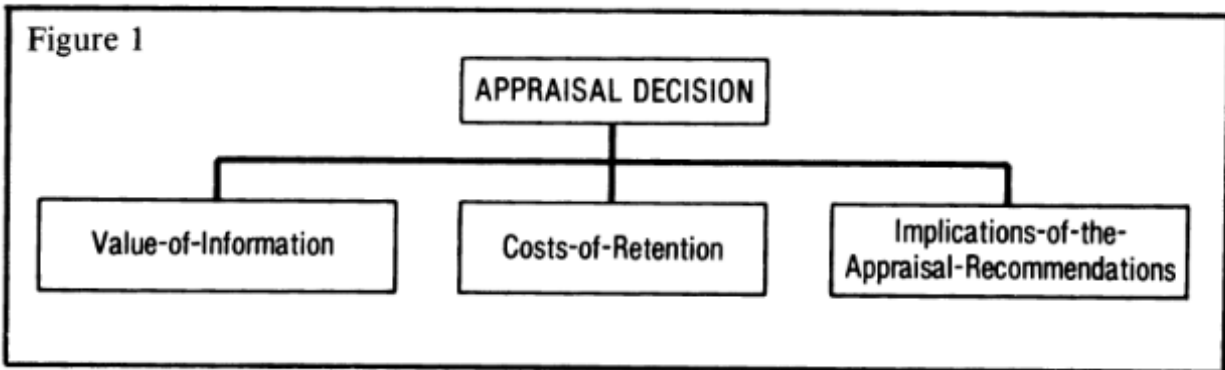 Figure 1
APPRAISAL DECISION
Value-of-Information
Costs-of-Retention
Implications-of-the-
Appraisal-Recommendations